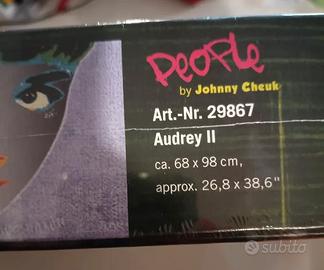 People
by Johnny Cheuk
Art.-Nr. 29867
Audrey II
ca. 68 x 98 cm,
approx. 26,8 x 38,6"
subito